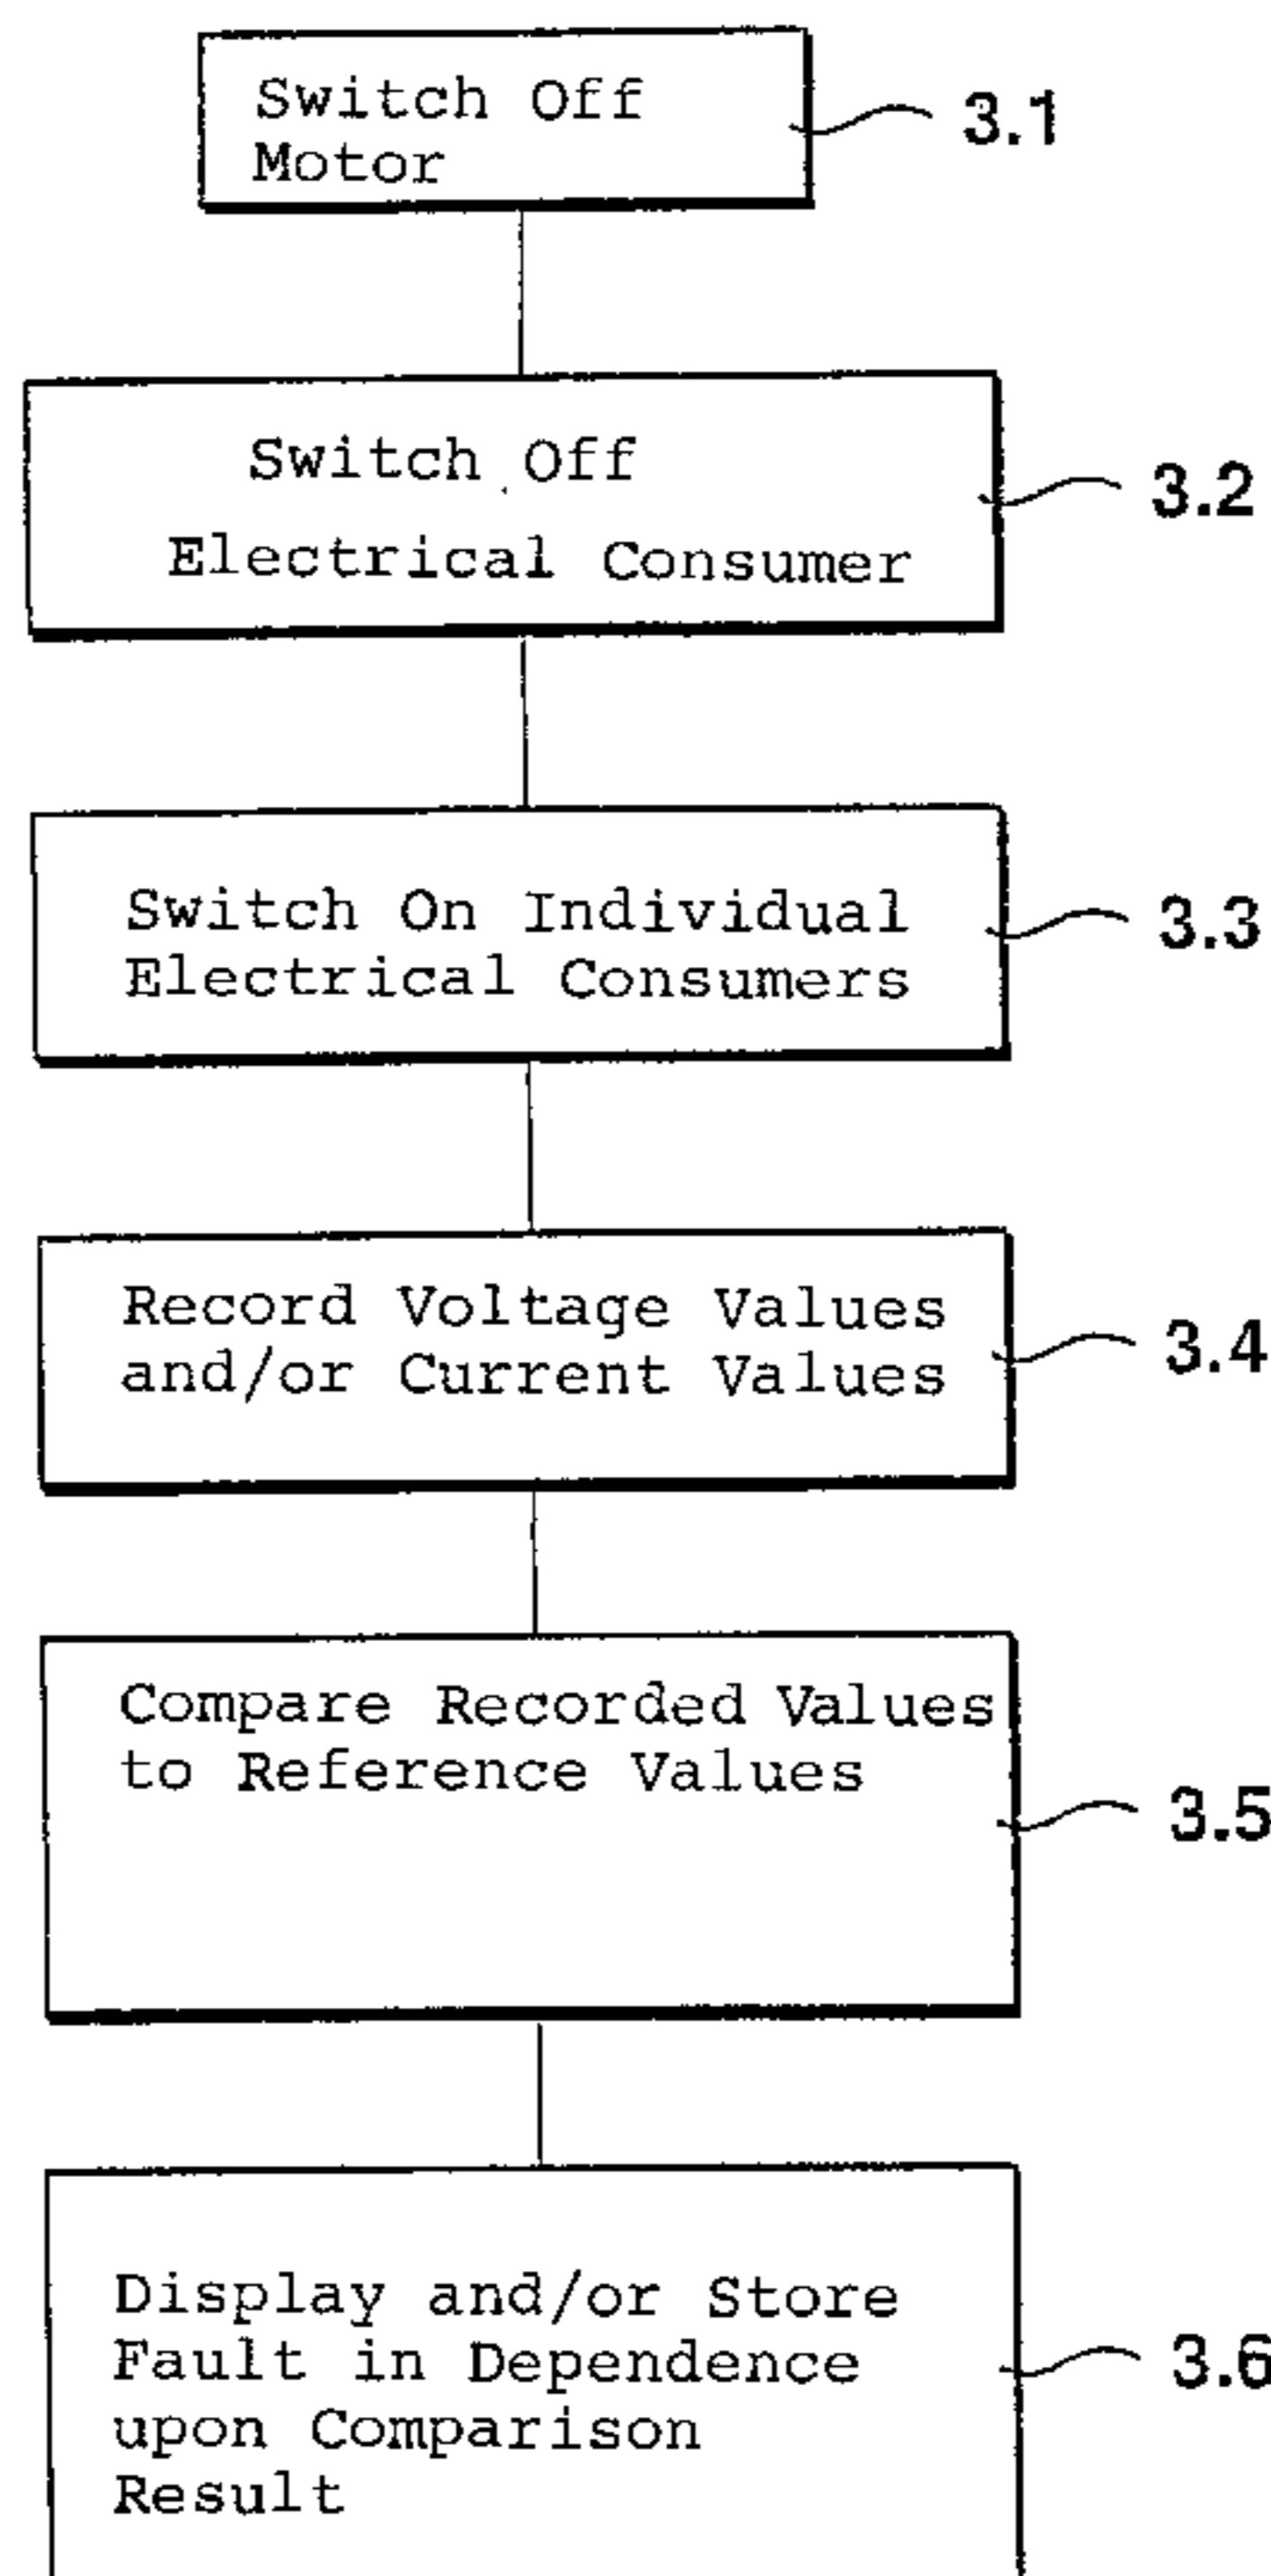 Switch Off
Motor
3.1
Switch Off
Electrical Consumer
3.2
Switch On Individual
Electrical Consumers
3.3
Record Voltage Values
and/or Current Values
3.4
Compare Recorded Values
to Reference Values
3.5
Display and/or Store
Fault in Dependence
upon Comparison
Result
3.6